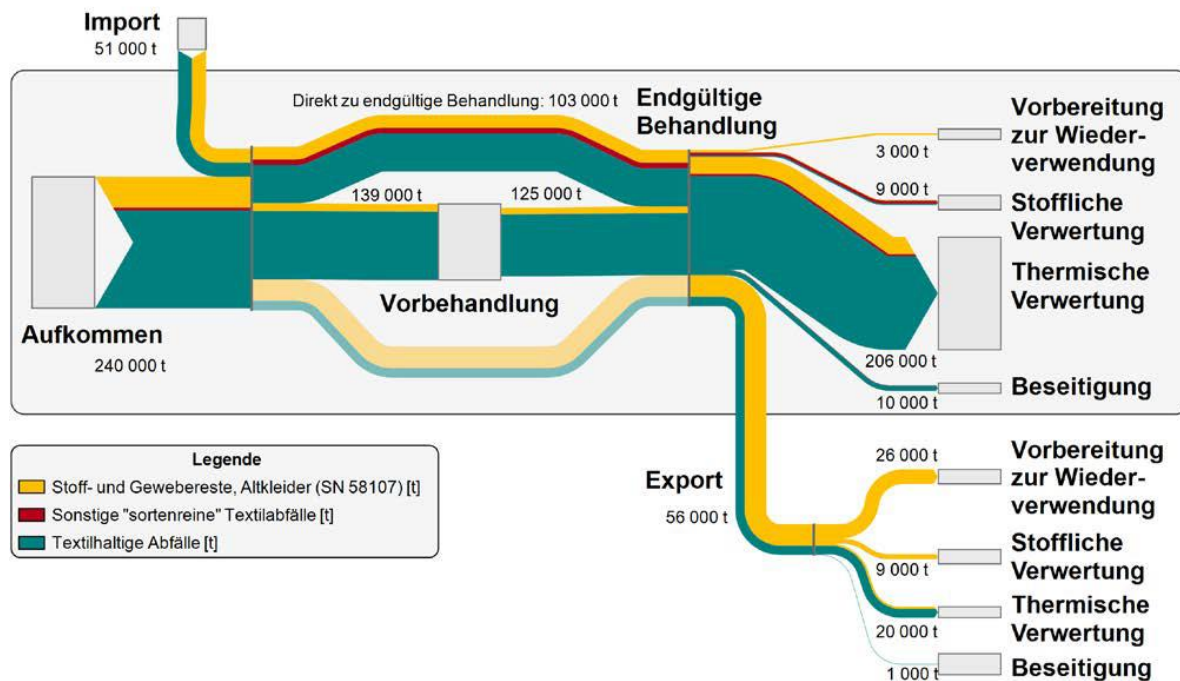 Import
51 000 t
Direkt zu endgültige Behandlung: 103 000 t
Endgültige
Behandlung
Vorbereitung
zur Wieder-
verwendung
3 000 t
9 000 t
Stoffliche
Verwertung
139 000 t
125 000 t
Thermische
Verwertung
Vorbehandlung
Aufkommen
240 000 t
206 000 t
10 000 t
Beseitigung
Legende
Stoff- und Gewebereste, Altkleider (SN 58107) [t]
Sonstige "sortenreine" Textilabfälle [t]
Textilhaltige Abfälle [t]
Export
56 000 t
26 000 t
Vorbereitung
zur Wieder-
verwendung
9 000 t
Stoffliche
Verwertung
20 000 t
Thermische
Verwertung
1 000 t
Beseitigung